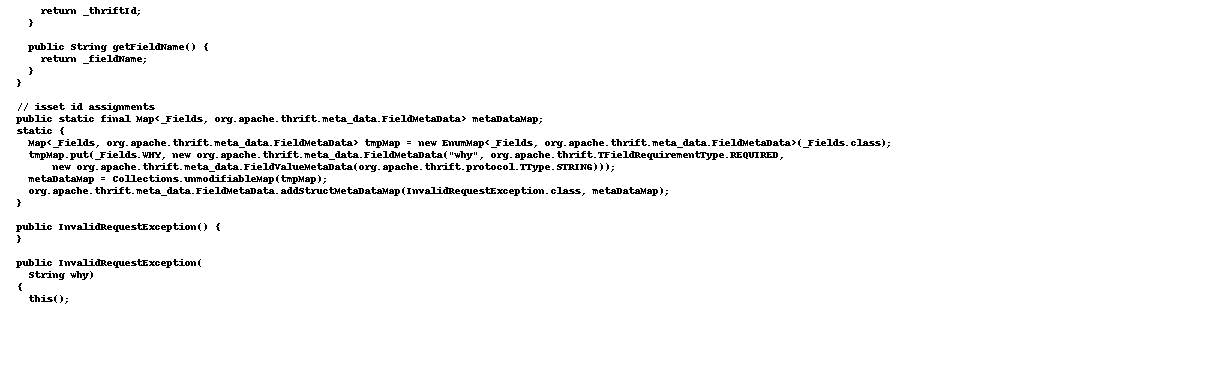 return _thriftId;
  }

  public String getFieldName() {
    return _fieldName;
  }
}

// isset id assignments
public static final Map<_Fields, org.apache.thrift.meta_data.FieldMetaData> metaDataMap;
static {
  Map<_Fields, org.apache.thrift.meta_data.FieldMetaData> tmpMap = new EnumMap<_Fields, org.apache.thrift.meta_data.FieldMetaData>(_Fields.class);
  tmpMap.put(_Fields.WHY, new org.apache.thrift.meta_data.FieldMetaData("why", org.apache.thrift.TFieldRequirementType.REQUIRED,
      new org.apache.thrift.meta_data.FieldValueMetaData(org.apache.thrift.protocol.TType.STRING)));
  metaDataMap = Collections.unmodifiableMap(tmpMap);
  org.apache.thrift.meta_data.FieldMetaData.addStructMetaDataMap(InvalidRequestException.class, metaDataMap);
}

public InvalidRequestException() {
}

public InvalidRequestException(
  String why)
{
  this();